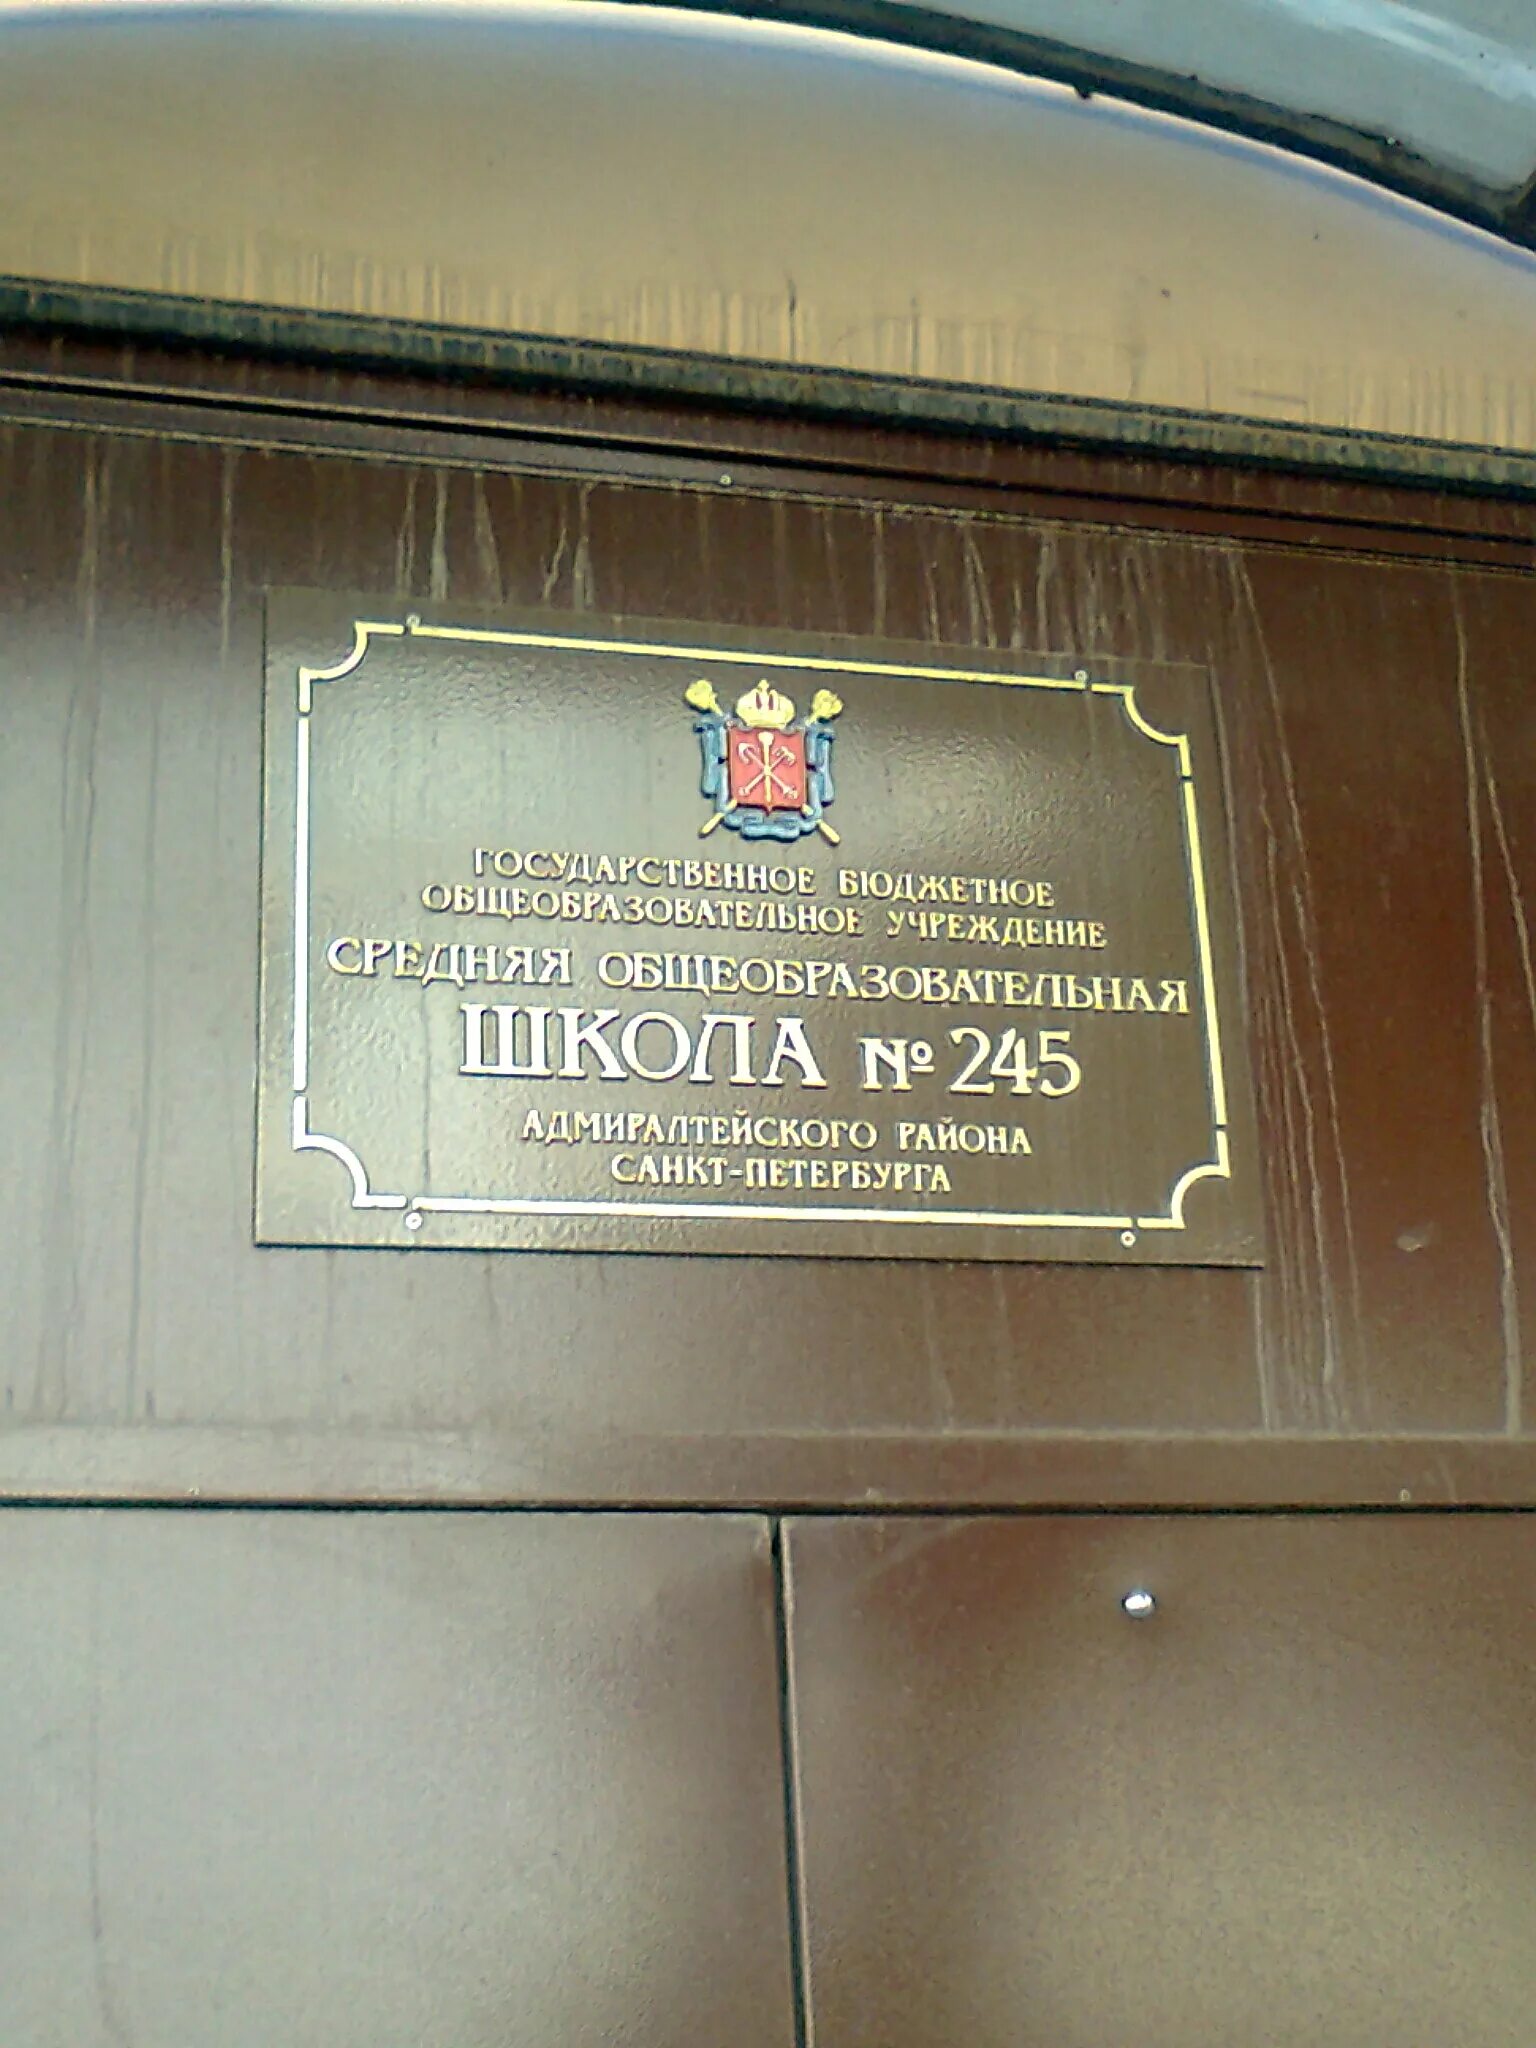 ГОСУДАРСТВЕННОЕ БЮДЖЕТНОЕ
ОБЩЕОБРАЗОВАТЕЛЬНОЕ УЧРЕЖДЕНИЕ
СРЕДНЯЯ ОБЩЕОБРАЗОВАТЕЛЬНАЯ
ШКОЛА № 245
АДМИРАЛТЕЙСКОГО РАЙОНА
САНКТ-ПЕТЕРБУРГА